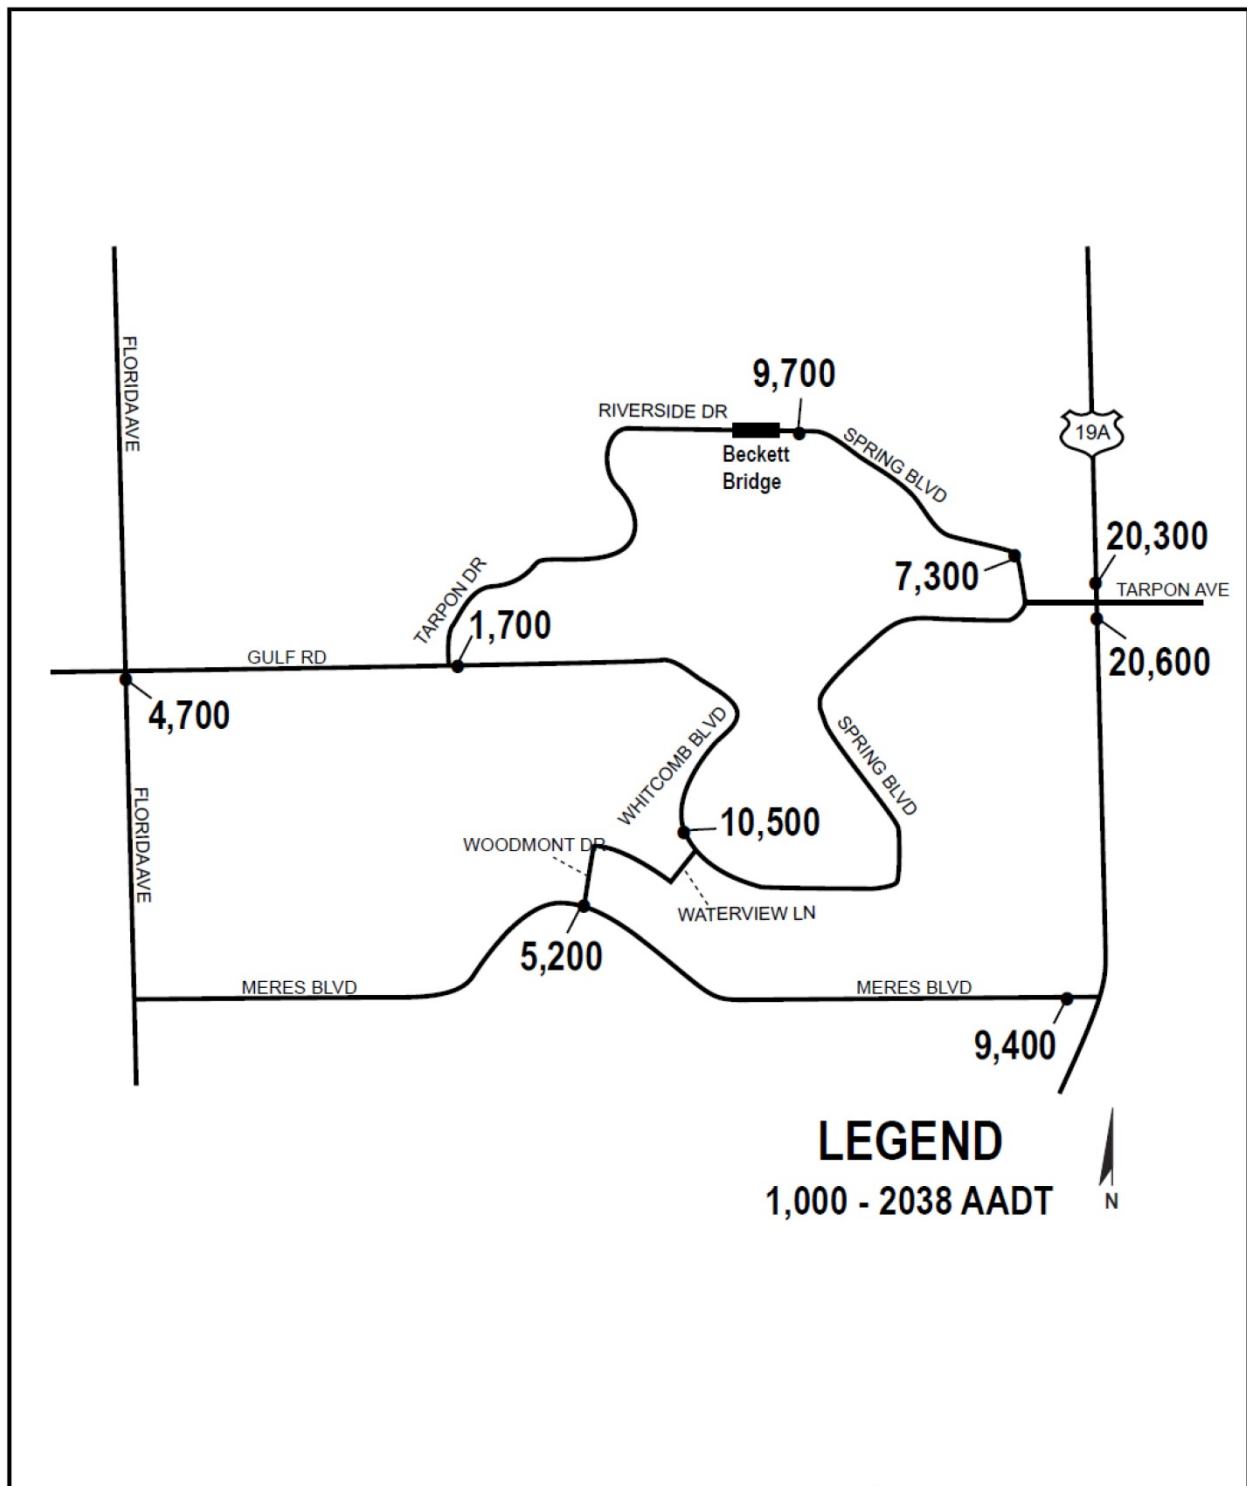 FLORIDA AVE
9,700
RIVERSIDE DR
Beckett
Bridge
SPRING BLVD
19A
20,300
7,300
TARPON AVE
TARPON DR
1,700
GULF RD
20,600
4,700
WHITCOMB BLVD
SPRING BLVD
FLORIDA AVE
10,500
WOODMONT DR
WATERVIEW LN
5,200
MERES BLVD
MERES BLVD
9,400
LEGEND
1,000 - 2038 AADT
N